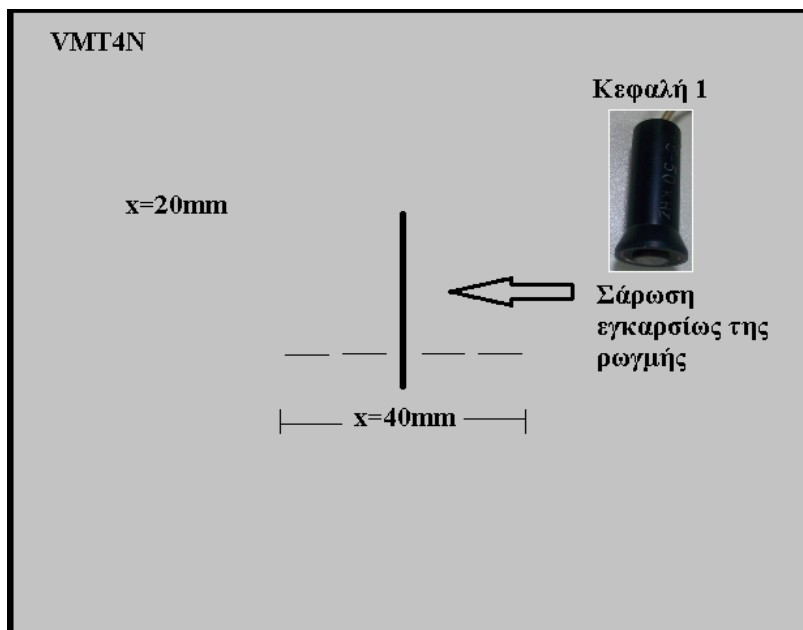 VMT4N
Κεφαλή 1
x=20mm
Σάρωση
εγκαρσίως της
ρωγμής
x=40mm